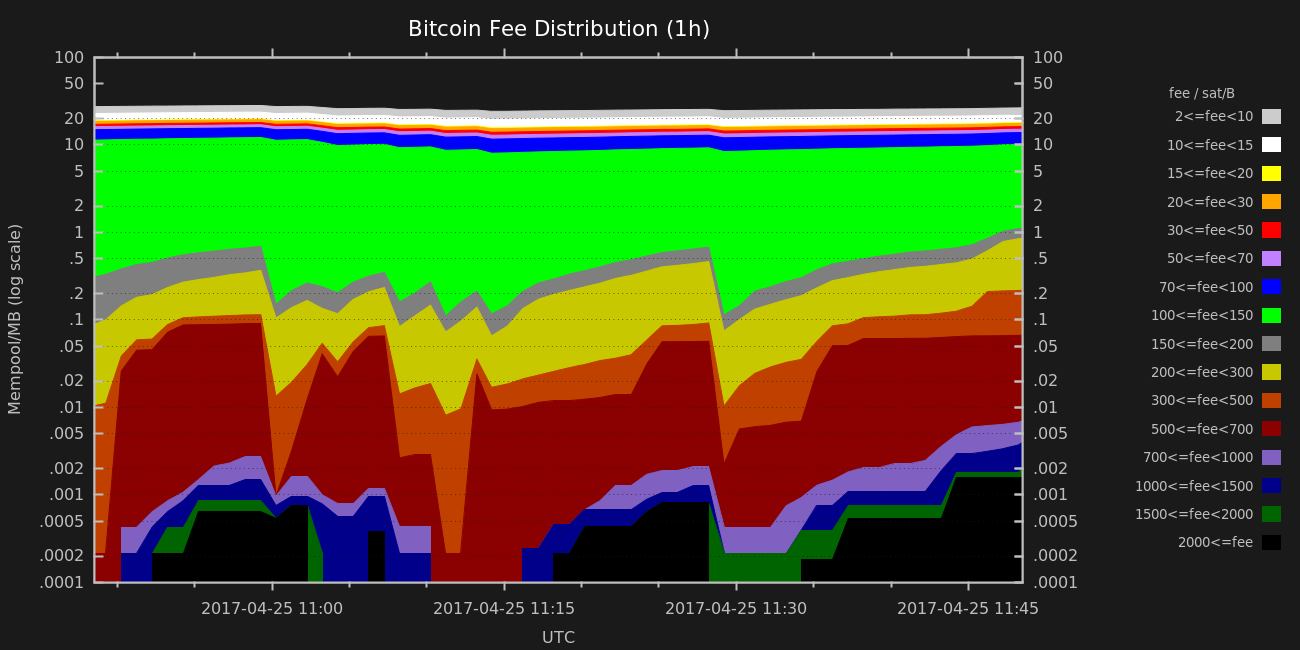 Bitcoin Fee Distribution (1h)
100
50
20
10
5
2
1
.5
.2
.1
.05
.02
.01
.005
.002
.001
.0005
.0002
.0001
Mempool/MB (log scale)
100
50
20
10
5
2
1
.5
.2
.1
.05
.02
.01
.005
.002
.001
.0005
.0002
.0001
2017-04-25 11:00 2017-04-25 11:15 2017-04-25 11:30 2017-04-25 11:45
UTC
fee / sat/B
2<=fee<10
10<=fee<15
15<=fee<20
20<=fee<30
30<=fee<50
50<=fee<70
70<=fee<100
100<=fee<150
150<=fee<200
200<=fee<300
300<=fee<500
500<=fee<700
700<=fee<1000
1000<=fee<1500
1500<=fee<2000
2000<=fee